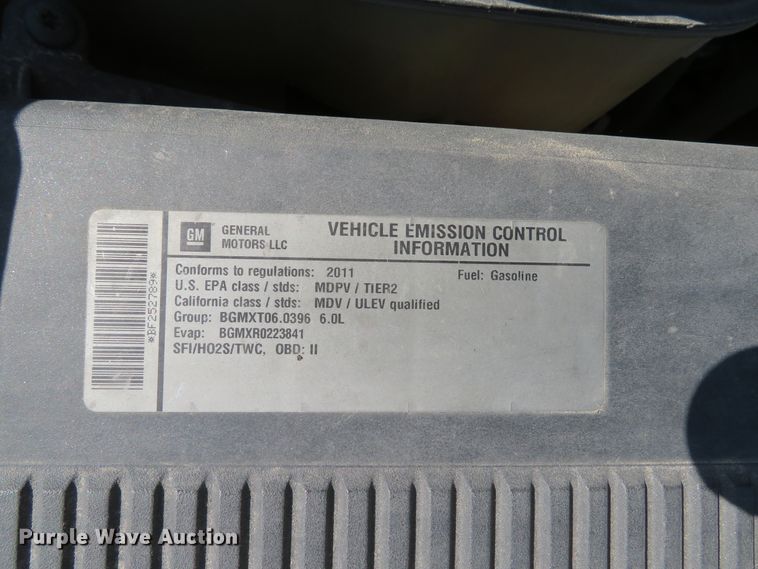 GM
GENERAL
MOTORS LLC
VEHICLE EMISSION CONTROL
INFORMATION
Conforms to regulations: 2011 Fuel: Gasoline
U.S. EPA class / stds: MDPV / TIER2
California class / stds: MDV / ULEV qualified
Group: BGMXT06.0396 6.0L
Evap: BGMXR0223841
SFI/HO2S/TWC, OBD: II
*BF252789*
Purple Wave Auction